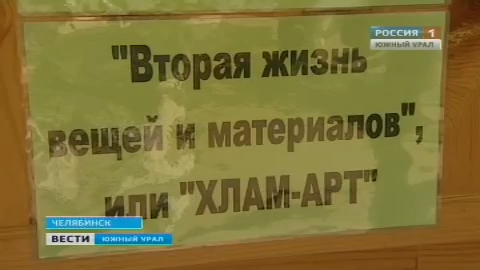 РОССИЯ 1
ЮЖНЫЙ УРАЛ
"Вторая жизнь
вещей и материалов",
или "ХЛАМ-АРТ"
ЧЕЛЯБИНСК
ВЕСТИ ЮЖНЫЙ УРАЛ